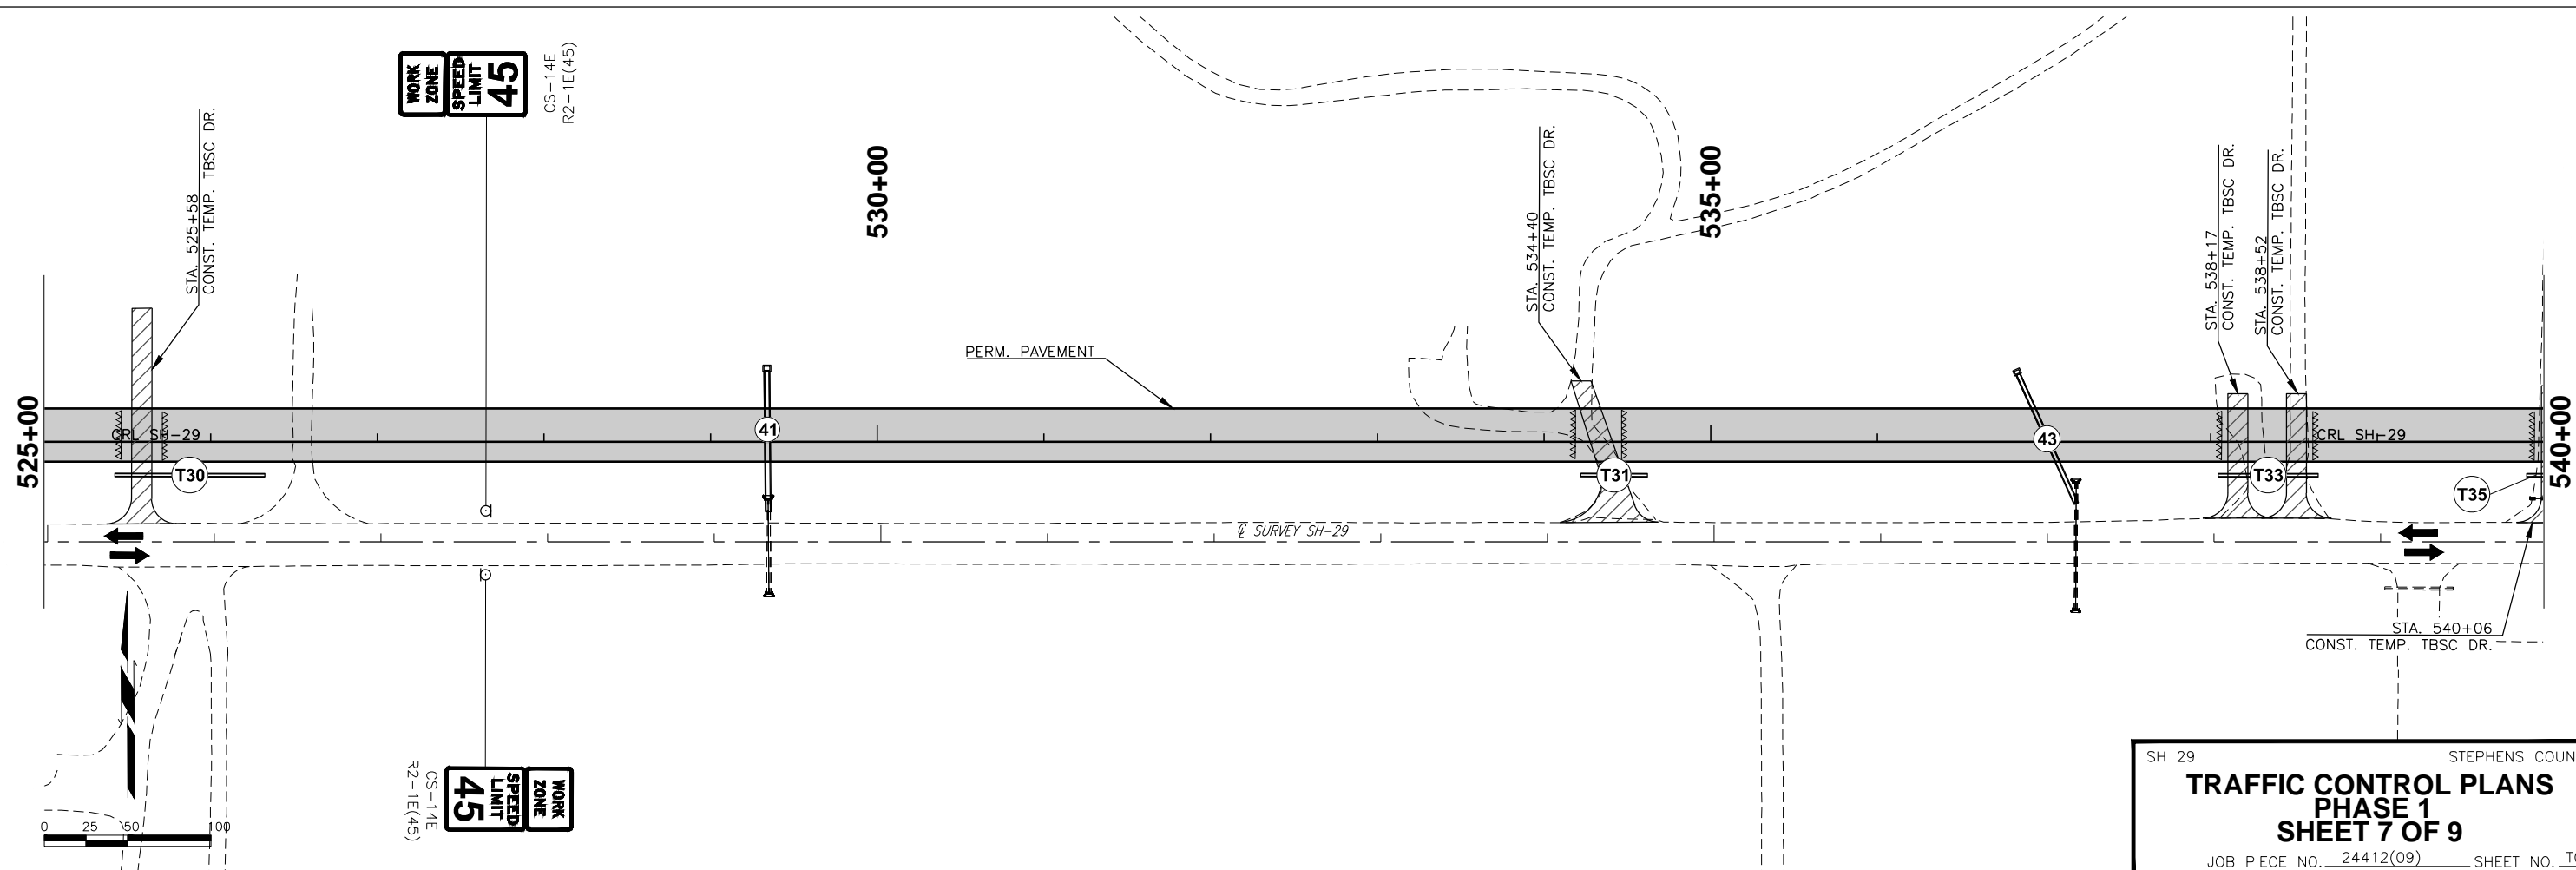 WORK
ZONE
SPEED
LIMIT
45
CS-14E
R2-1E(45)
STA. 525+58
CONST. TEMP. TBSC DR.
530+00
STA. 534+40
CONST. TEMP. TBSC DR.
535+00
STA. 538+17
CONST. TEMP. TBSC DR.
STA. 538+52
CONST. TEMP. TBSC DR.
PERM. PAVEMENT
525+00
CRL SH-29
41
43
CRL SH-29
540+00
T30
T31
T33
T35
℄ SURVEY SH-29
STA. 540+06
CONST. TEMP. TBSC DR.
CS-14E
R2-1E(45)
WORK
ZONE
SPEED
LIMIT
45
0 25 50 100
SH 29 STEPHENS COUN
TRAFFIC CONTROL PLANS
PHASE 1
SHEET 7 OF 9
JOB PIECE NO. 24412(09) SHEET NO.